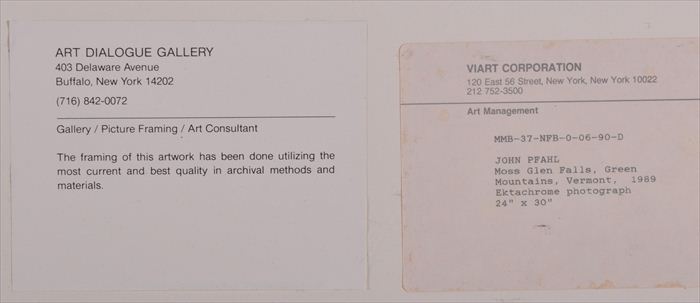 ART DIALOGUE GALLERY
403 Delaware Avenue
Buffalo, New York 14202
(716) 842-0072
Gallery / Picture Framing / Art Consultant
The framing of this artwork has been done utilizing the
most current and best quality in archival methods and
materials.
VIART CORPORATION
120 East 56 Street, New York, New York 10022
212 752-3500
Art Management
MMB-37-NFB-0-06-90-D
JOHN PFAHL
Moss Glen Falls, Green
Mountains, Vermont, 1989
Ektachrome photograph
24" x 30"